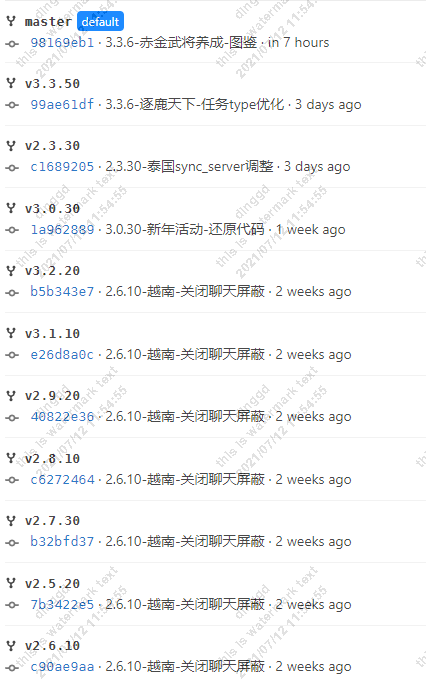 master default
98169eb1 · 3.3.6-赤金武将养成-图鉴 · in 7 hours
v3.3.50
99ae61df · 3.3.6-逐鹿天下-任务type优化 · 3 days ago
v2.3.30
c1689205 · 2.3.30-泰国sync_server调整 · 3 days ago
v3.0.30
1a962889 · 3.0.30-新年活动-还原代码 · 1 week ago
v3.2.20
b5b343e7 · 2.6.10-越南-关闭聊天屏蔽 · 2 weeks ago
v3.1.10
e26d8a0c · 2.6.10-越南-关闭聊天屏蔽 · 2 weeks ago
v2.9.20
40822e36 · 2.6.10-越南-关闭聊天屏蔽 · 2 weeks ago
v2.8.10
c6272464 · 2.6.10-越南-关闭聊天屏蔽 · 2 weeks ago
v2.7.30
b32bfd37 · 2.6.10-越南-关闭聊天屏蔽 · 2 weeks ago
v2.5.20
7b3422e5 · 2.6.10-越南-关闭聊天屏蔽 · 2 weeks ago
v2.6.10
c90ae9aa · 2.6.10-越南-关闭聊天屏蔽 · 2 weeks ago
dinggd
this is watermark text
2021/07/12 11:54:55